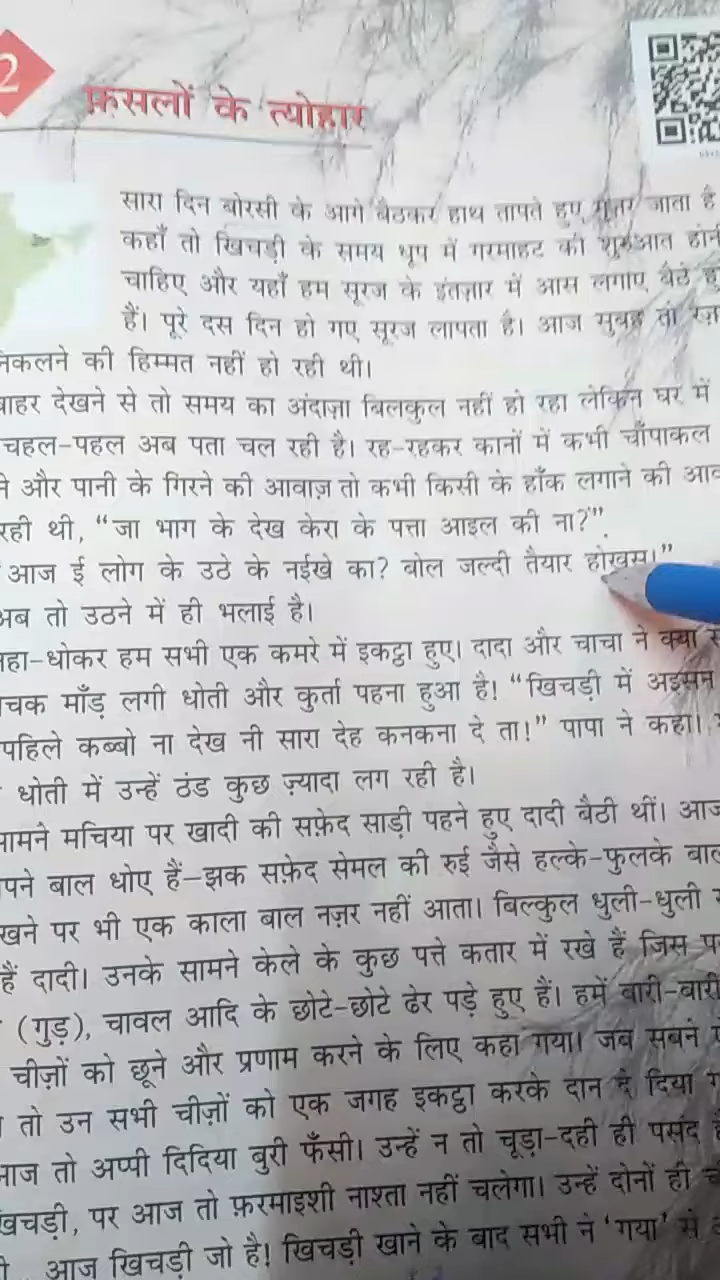 2
फ़सलों के त्योहार
सारा दिन बोरसी के आगे बैठकर हाथ तापते हुए गुज़र जाता है
कहाँ तो खिचड़ी के समय धूप में गरमाहट की शुरुआत होनी
चाहिए और यहाँ हम सूरज के इंतज़ार में आस लगाए बैठे हु
हैं। पूरे दस दिन हो गए सूरज लापता है। आज सुबह तो रज़
नेकलने की हिम्मत नहीं हो रही थी।
बाहर देखने से तो समय का अंदाज़ा बिलकुल नहीं हो रहा लेकिन घर में
चहल-पहल अब पता चल रही है। रह-रहकर कानों में कभी चाँपाकल
ने और पानी के गिरने की आवाज़ तो कभी किसी के हाँक लगाने की आव
रही थी, “जा भाग के देख केरा के पत्ता आइल की ना?”
आज ई लोग के उठे के नईखे का? बोल जल्दी तैयार होखस।”
अब तो उठने में ही भलाई है।
नहा-धोकर हम सभी एक कमरे में इकट्ठा हुए। दादा और चाचा ने क्या स
चक माँड़ लगी धोती और कुर्ता पहना हुआ है! “खिचड़ी में अइसन
पहिले कब्बो ना देख नी सारा देह कनकना दे ता!” पापा ने कहा।
धोती में उन्हें ठंड कुछ ज़्यादा लग रही है।
सामने मचिया पर खादी की सफ़ेद साड़ी पहने हुए दादी बैठी थीं। आज
पने बाल धोए हैं–झक सफ़ेद सेमल की रुई जैसे हल्के-फुलके बाल
खने पर भी एक काला बाल नज़र नहीं आता। बिल्कुल धुली-धुली
हैं दादी। उनके सामने केले के कुछ पत्ते कतार में रखे हैं जिस प
(गुड़), चावल आदि के छोटे-छोटे ढेर पड़े हुए हैं। हमें बारी-बारी
चीज़ों को छूने और प्रणाम करने के लिए कहा गया। जब सबने
तो उन सभी चीज़ों को एक जगह इकट्ठा करके दान दे दिया ग
आज तो अप्पी दिदिया बुरी फँसी। उन्हें न तो चूड़ा-दही ही पसंद
खिचड़ी, पर आज तो फ़रमाइशी नाश्ता नहीं चलेगा। उन्हें दोनों ही
आज खिचड़ी जो है! खिचड़ी खाने के बाद सभी ने ‘गया’ से